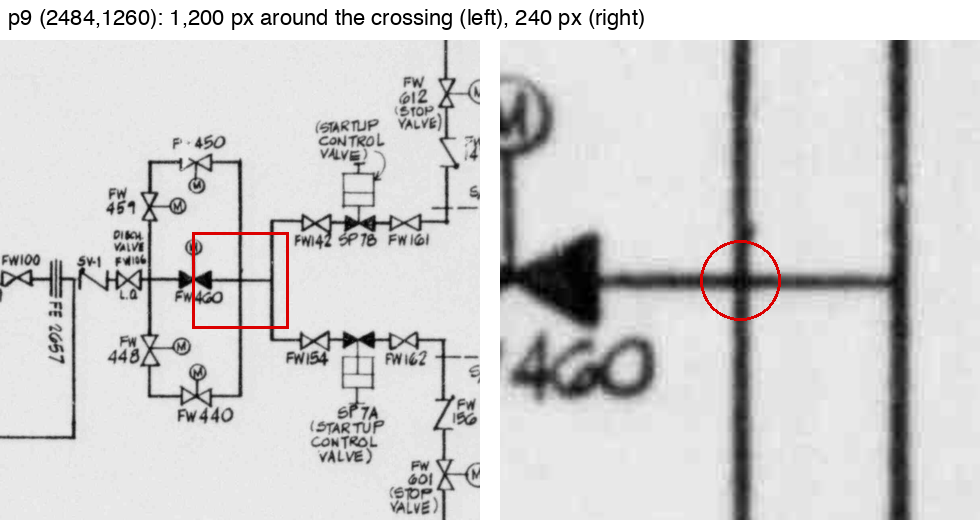 p9 (2484,1260): 1,200 px around the crossing (left), 240 px (right)
FW
612
(STOP
VALVE)
M
(STARTUP
CONTROL
VALVE)
450
M
FW
459
M
FW142
SP7B
FW161
DISCH.
VALVE
FW106
FW100
SV-1
L.O.
M
FW460
FE 2657
FW
448
M
M
FW440
FW154
FW162
SP7A
(STARTUP
CONTROL
VALVE)
FW
156
FW
601
(STOP
VALVE)
M
M
460